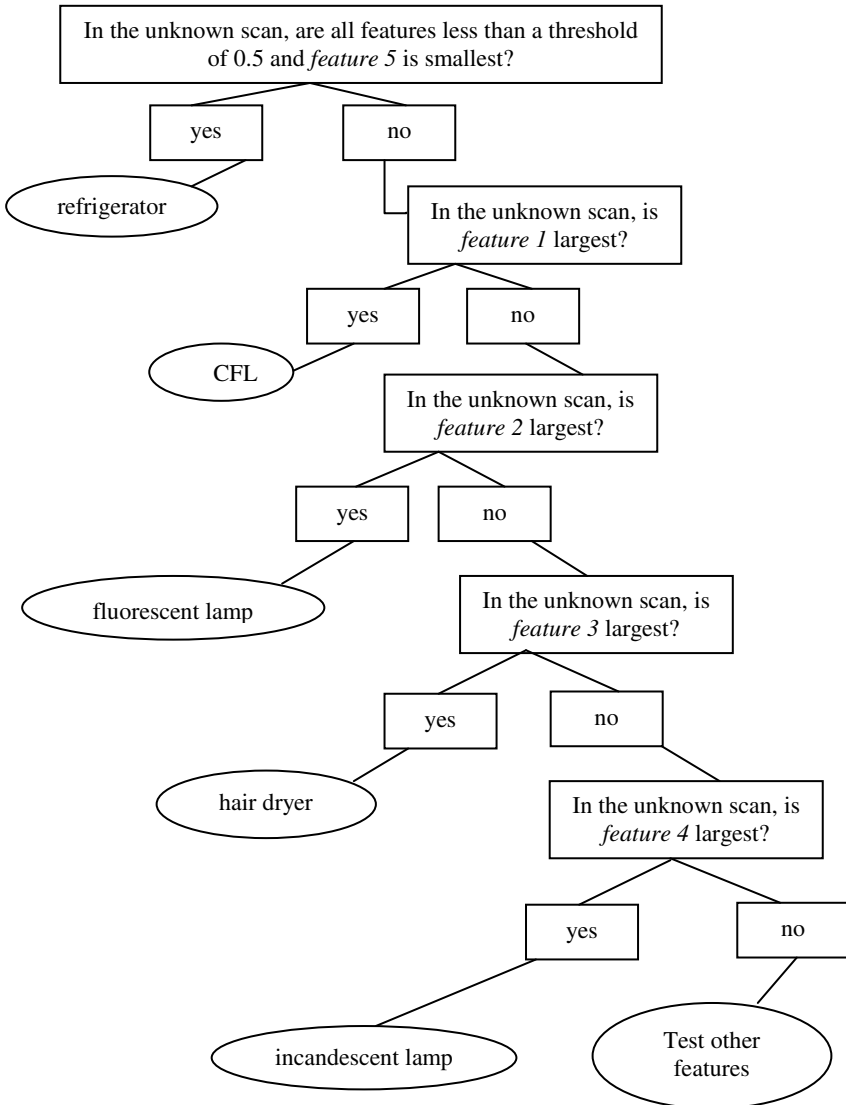 In the unknown scan, are all features less than a threshold
of 0.5 and feature 5 is smallest?
yes
no
refrigerator
In the unknown scan, is
feature 1 largest?
yes
no
CFL
In the unknown scan, is
feature 2 largest?
yes
no
fluorescent lamp
In the unknown scan, is
feature 3 largest?
yes
no
hair dryer
In the unknown scan, is
feature 4 largest?
yes
no
incandescent lamp
Test other
features